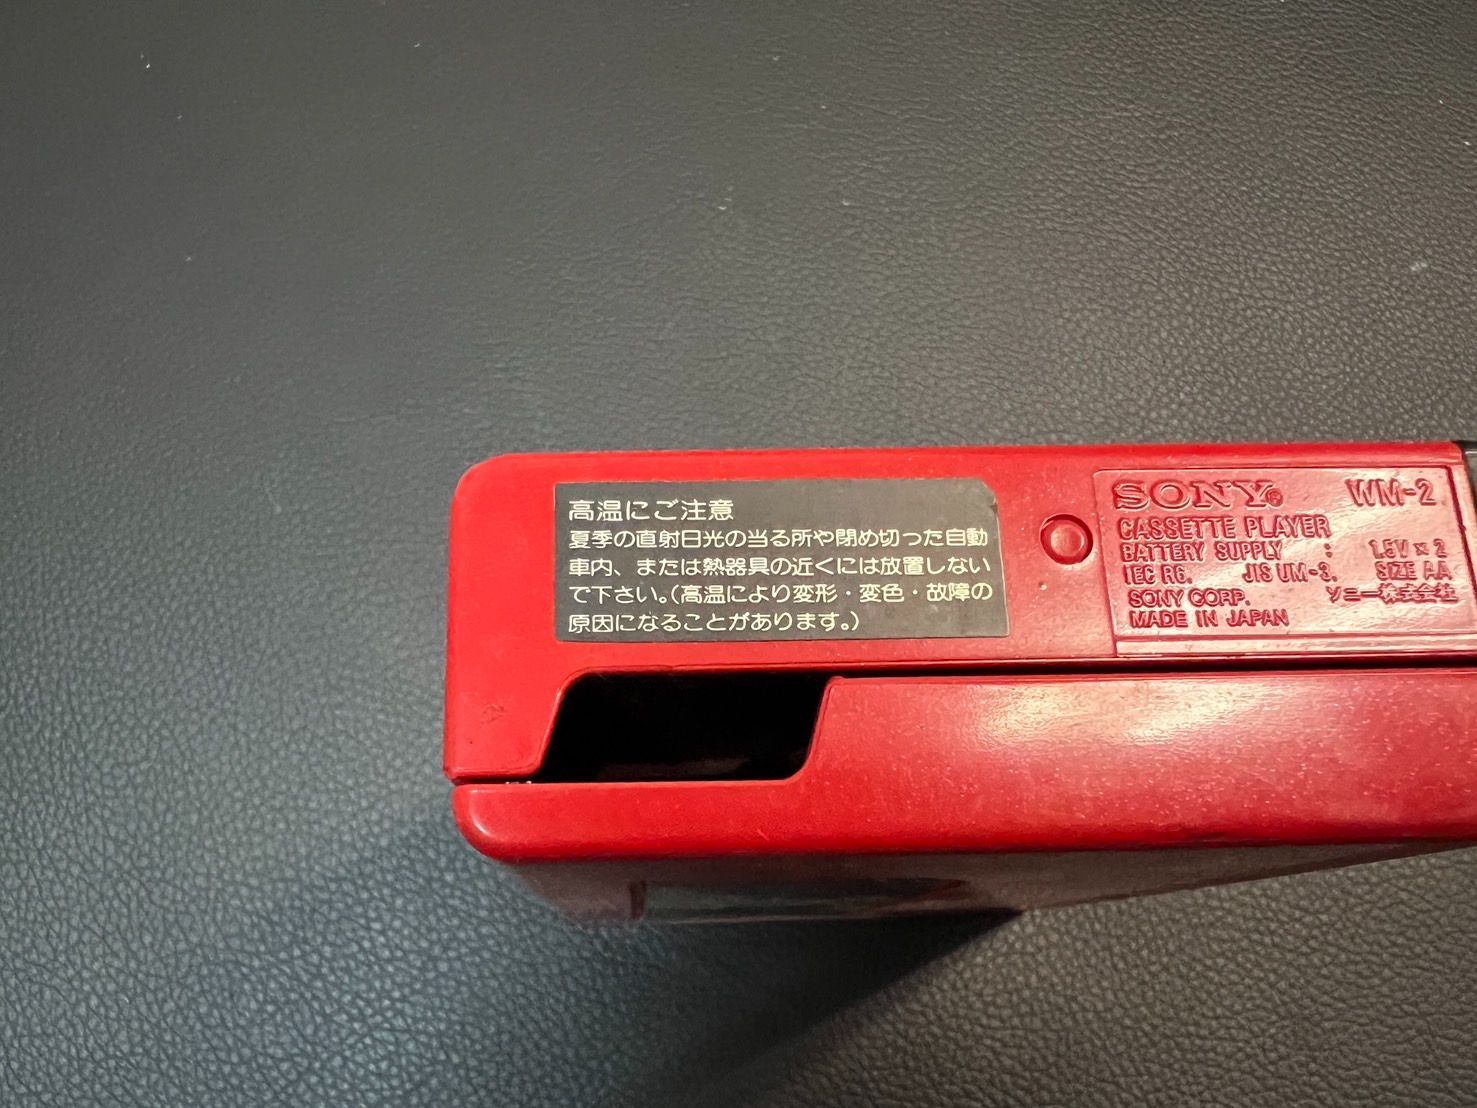 高温にご注意
夏季の直射日光の当る所や閉め切った自動
車内、または熱器具の近くには放置しない
で下さい。(高温により変形・変色・故障の
原因になることがあります。)
SONY® WM-2
CASSETTE PLAYER
BATTERY SUPPLY : 1.5V × 2
IEC R6. JIS UM-3. SIZE AA
SONY CORP. ソニー株式会社
MADE IN JAPAN